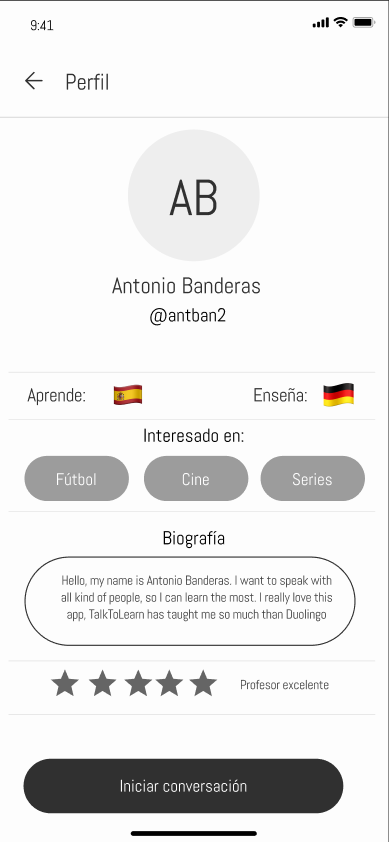 9:41
Perfil
AB
Antonio Banderas
@antban2
Aprende:
Enseña:
Interesado en:
Fútbol
Cine
Series
Biografía
Hello, my name is Antonio Banderas. I want to speak with
all kind of people, so I can learn the most. I really love this
app, TalkToLearn has taught me so much than Duolingo
Profesor excelente
Iniciar conversación